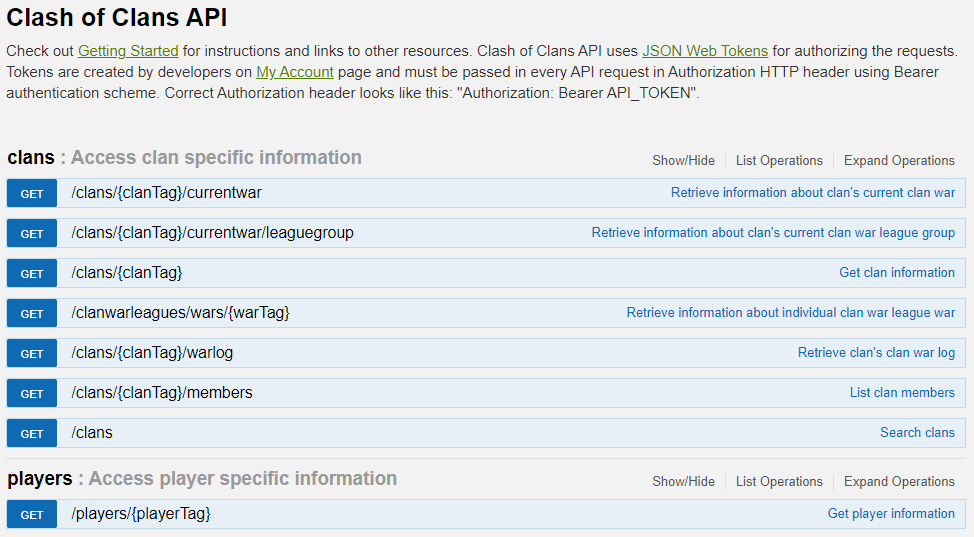 Clash of Clans API
Check out Getting Started for instructions and links to other resources. Clash of Clans API uses JSON Web Tokens for authorizing the requests.
Tokens are created by developers on My Account page and must be passed in every API request in Authorization HTTP header using Bearer
authentication scheme. Correct Authorization header looks like this: "Authorization: Bearer API_TOKEN".
clans : Access clan specific information Show/Hide List Operations Expand Operations
GET /clans/{clanTag}/currentwar Retrieve information about clan's current clan war
GET /clans/{clanTag}/currentwar/leaguegroup Retrieve information about clan's current clan war league group
GET /clans/{clanTag} Get clan information
GET /clanwarleagues/wars/{warTag} Retrieve information about individual clan war league war
GET /clans/{clanTag}/warlog Retrieve clan's clan war log
GET /clans/{clanTag}/members List clan members
GET /clans Search clans
players : Access player specific information Show/Hide List Operations Expand Operations
GET /players/{playerTag} Get player information